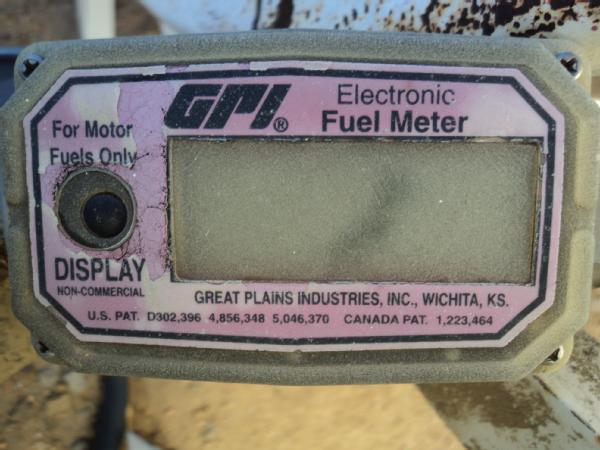 GPI®
Electronic
Fuel Meter
For Motor
Fuels Only
DISPLAY
NON-COMMERCIAL
GREAT PLAINS INDUSTRIES, INC., WICHITA, KS.
U.S. PAT. D302,396 4,856,348 5,046,370 CANADA PAT. 1,223,464